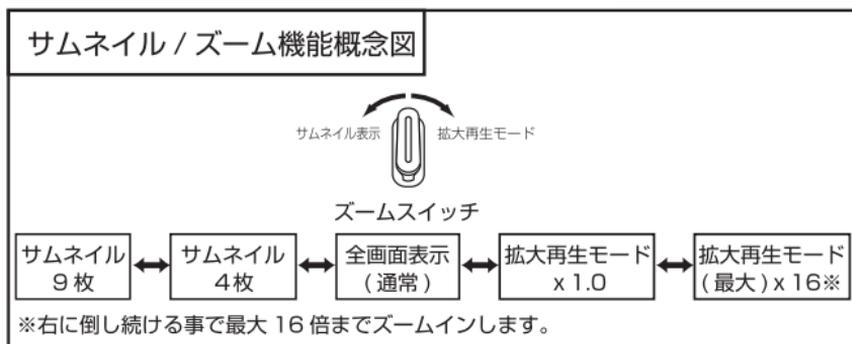 サムネイル / ズーム機能概念図
サムネイル表示
拡大再生モード
ズームスイッチ
サムネイル
9 枚
サムネイル
4枚
全画面表示
( 通常 )
拡大再生モード
x 1.0
拡大再生モード
( 最大 ) x 16※
※右に倒し続ける事で最大 16 倍までズームインします。